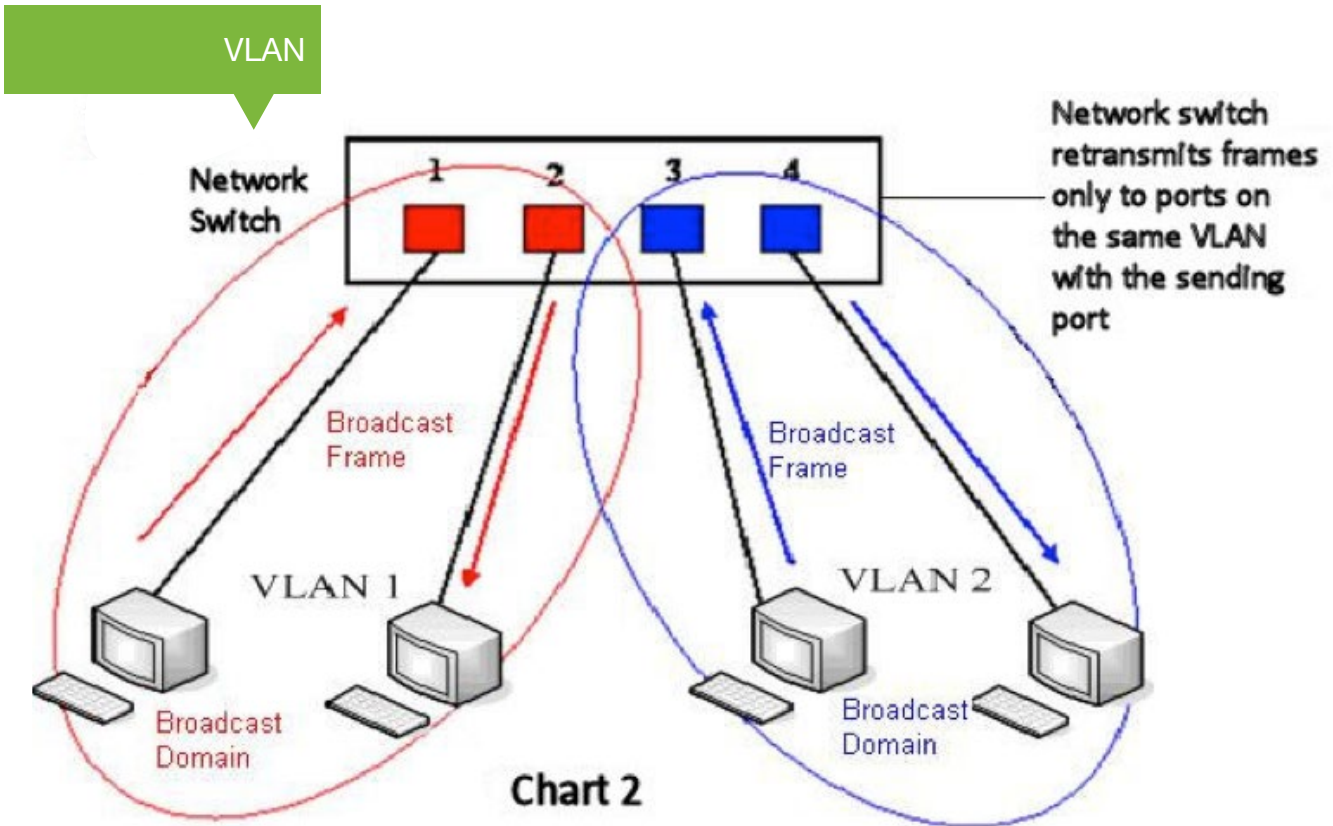 VLAN
Network
Switch
1
2
3
4
Network switch
retransmits frames
only to ports on
the same VLAN
with the sending
port
Broadcast
Frame
Broadcast
Frame
VLAN 1
VLAN 2
Broadcast
Domain
Broadcast
Domain
Chart 2